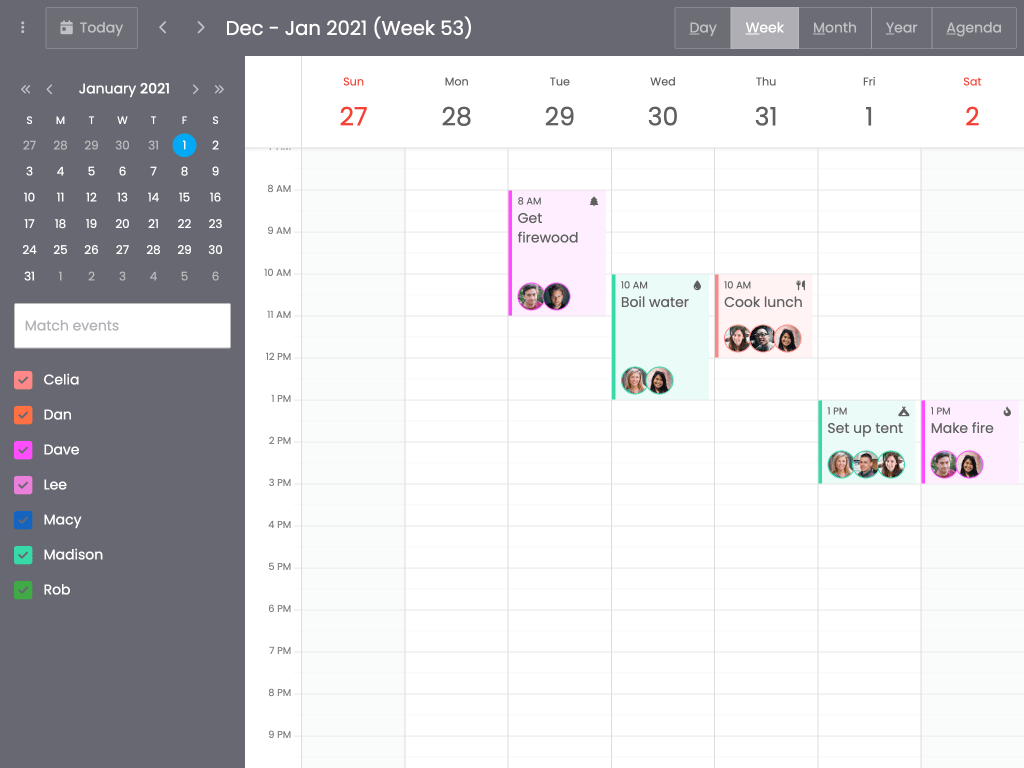 Today
Dec - Jan 2021 (Week 53)
Day
Week
Month
Year
Agenda
January 2021
S M T W T F S
27 28 29 30 31 1 2
3 4 5 6 7 8 9
10 11 12 13 14 15 16
17 18 19 20 21 22 23
24 25 26 27 28 29 30
31 1 2 3 4 5 6
Match events
Celia
Dan
Dave
Lee
Macy
Madison
Rob
Sun Mon Tue Wed Thu Fri Sat
27 28 29 30 31 1 2
8 AM
9 AM
10 AM
11 AM
12 PM
1 PM
2 PM
3 PM
4 PM
5 PM
6 PM
7 PM
8 PM
9 PM
8 AM
Get
firewood
10 AM
Boil water
10 AM
Cook lunch
1 PM
Set up tent
1 PM
Make fire